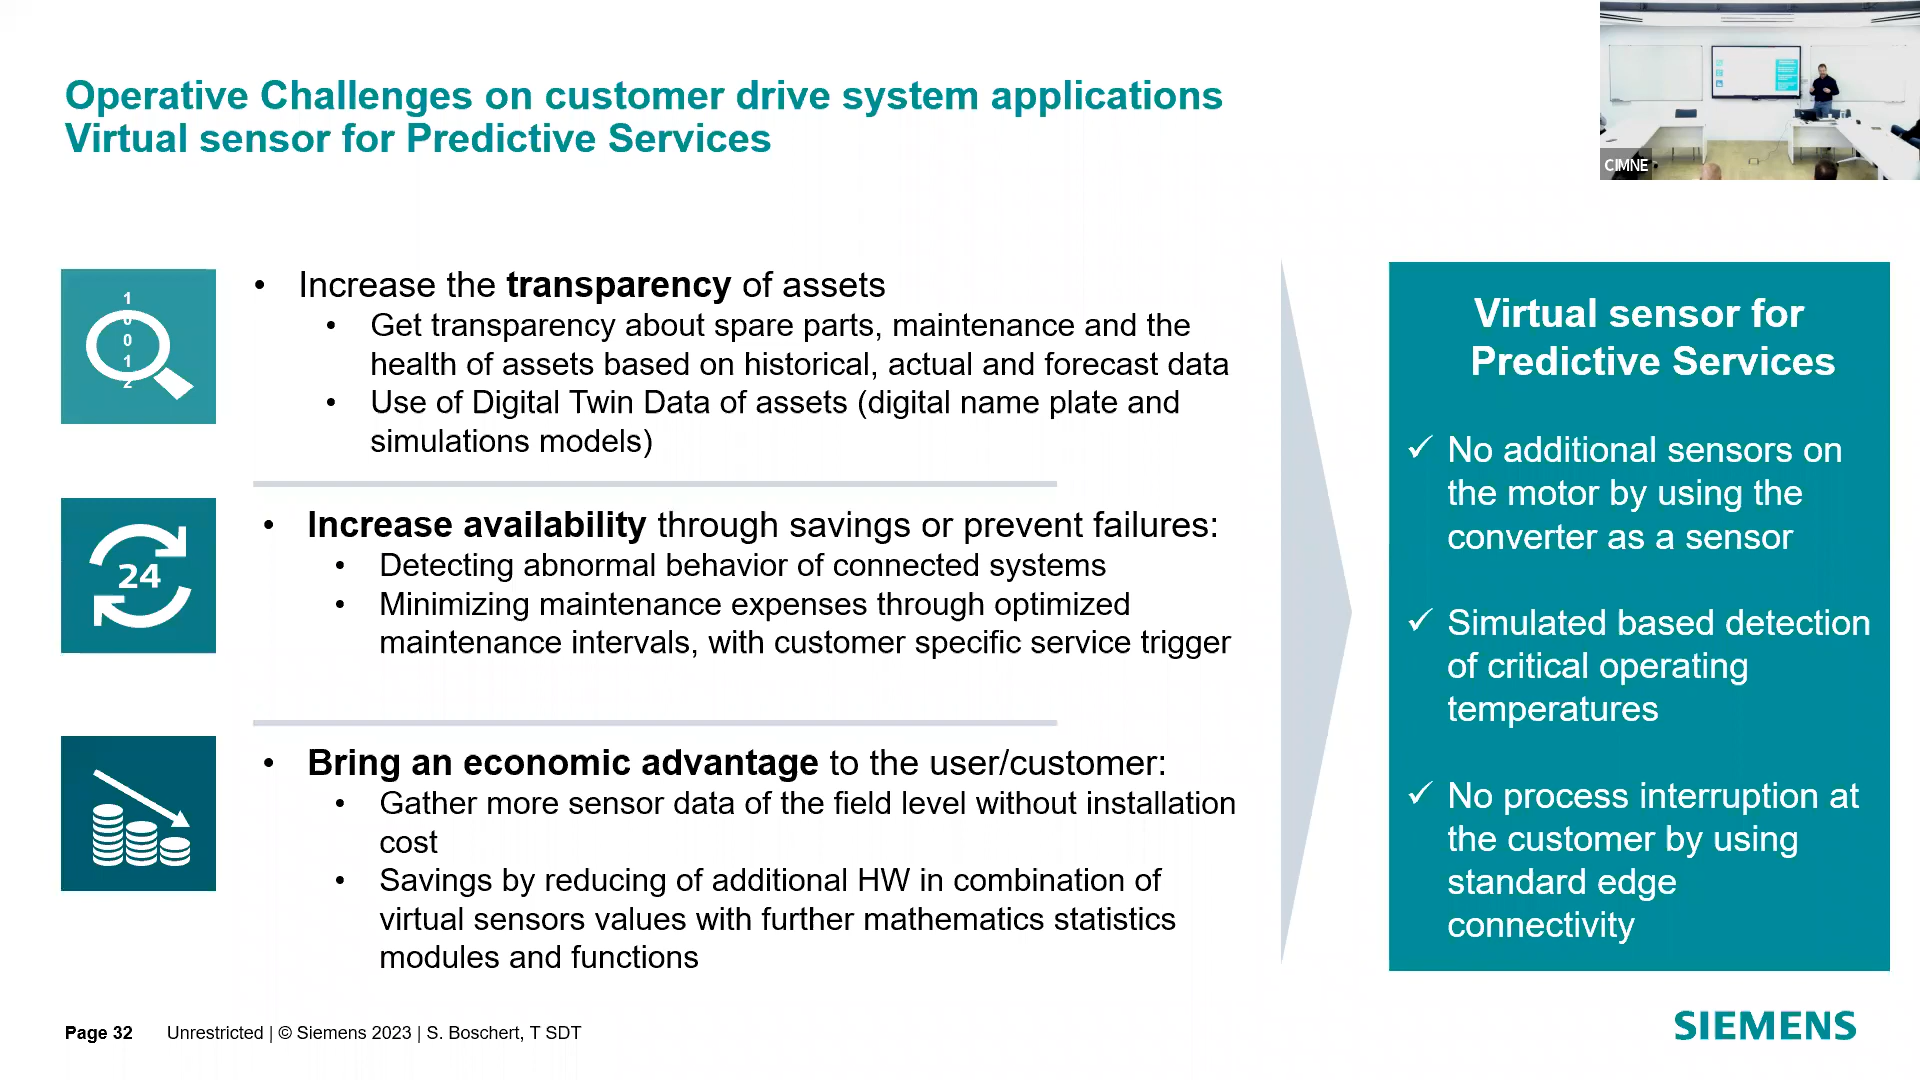 Operative Challenges on customer drive system applications
Virtual sensor for Predictive Services
CIMNE
1
0
0
1
2
• Increase the transparency of assets
• Get transparency about spare parts, maintenance and the
health of assets based on historical, actual and forecast data
• Use of Digital Twin Data of assets (digital name plate and
simulations models)
24
• Increase availability through savings or prevent failures:
• Detecting abnormal behavior of connected systems
• Minimizing maintenance expenses through optimized
maintenance intervals, with customer specific service trigger
• Bring an economic advantage to the user/customer:
• Gather more sensor data of the field level without installation
cost
• Savings by reducing of additional HW in combination of
virtual sensors values with further mathematics statistics
modules and functions
Virtual sensor for
Predictive Services
✓ No additional sensors on
the motor by using the
converter as a sensor
✓ Simulated based detection
of critical operating
temperatures
✓ No process interruption at
the customer by using
standard edge
connectivity
Page 32 Unrestricted | © Siemens 2023 | S. Boschert, T SDT
SIEMENS